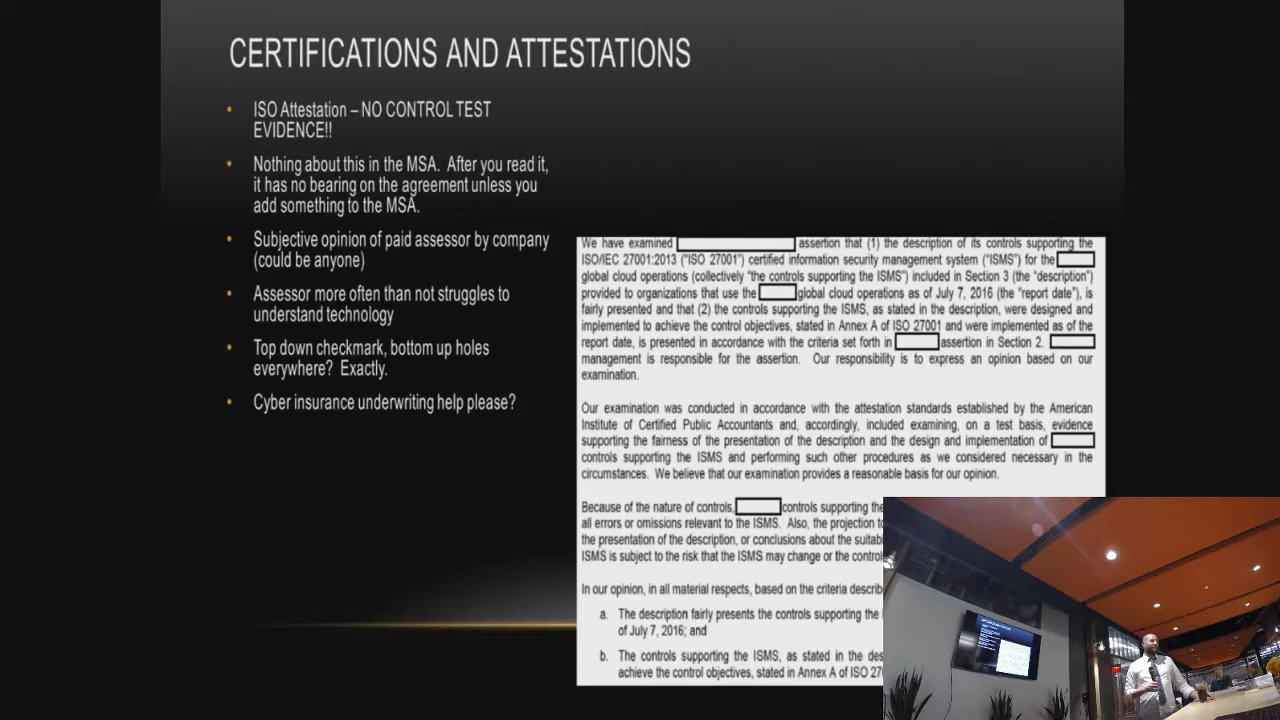 CERTIFICATIONS AND ATTESTATIONS
• ISO Attestation – NO CONTROL TEST
EVIDENCE!!
• Nothing about this in the MSA. After you read it,
it has no bearing on the agreement unless you
add something to the MSA.
• Subjective opinion of paid assessor by company
(could be anyone)
• Assessor more often than not struggles to
understand technology
• Top down checkmark, bottom up holes
everywhere? Exactly.
• Cyber insurance underwriting help please?
We have examined assertion that (1) the description of its controls supporting the
ISO/IEC 27001:2013 ("ISO 27001") certified information security management system ("ISMS") for the
global cloud operations (collectively "the controls supporting the ISMS") included in Section 3 (the "description")
provided to organizations that use the global cloud operations as of July 7, 2016 (the "report date"), is
fairly presented and that (2) the controls supporting the ISMS, as stated in the description, were designed and
implemented to achieve the control objectives, stated in Annex A of ISO 27001 and were implemented as of the
report date, is presented in accordance with the criteria set forth in assertion in Section 2.
management is responsible for the assertion. Our responsibility is to express an opinion based on our
examination.
Our examination was conducted in accordance with the attestation standards established by the American
Institute of Certified Public Accountants and, accordingly, included examining, on a test basis, evidence
supporting the fairness of the presentation of the description and the design and implementation of
controls supporting the ISMS and performing such other procedures as we considered necessary in the
circumstances. We believe that our examination provides a reasonable basis for our opinion.
Because of the nature of controls, controls supporting the
all errors or omissions relevant to the ISMS. Also, the projection
the presentation of the description, or conclusions about the
ISMS is subject to the risk that the ISMS may change or the
In our opinion, in all material respects, based on the criteria
a. The description fairly presents the controls supporting the
of July 7, 2016; and
b. The controls supporting the ISMS, as stated in the
achieve the control objectives, stated in Annex A of ISO